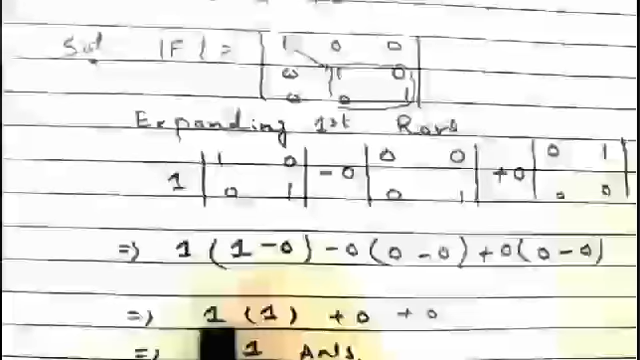 Sol |F| = | 1 0 0 |
| 0 1 0 |
| 0 0 1 |
Expanding 1st Row
1 | 1 0 | - 0 | 0 0 | + 0 | 0 1 |
| 0 1 | | 0 1 | | 0 0 |
=> 1 (1 - 0) - 0 (0 - 0) + 0 (0 - 0)
=> 1 (1) + 0 + 0
=> 1 Ans.